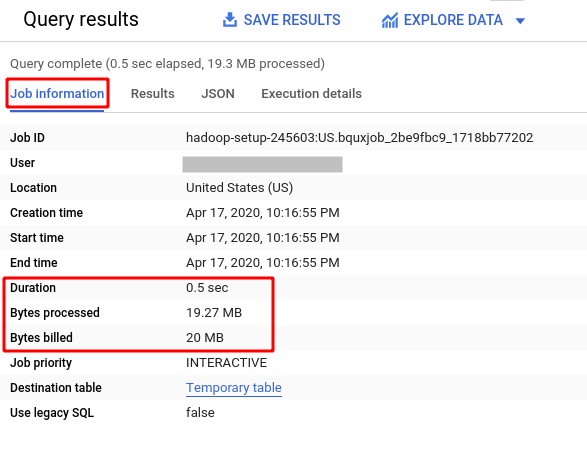 Query results SAVE RESULTS EXPLORE DATA
Query complete (0.5 sec elapsed, 19.3 MB processed)
Job information Results JSON Execution details
Job ID hadoop-setup-245603:US.bquxjob_2be9fbc9_1718bb77202
User
Location United States (US)
Creation time Apr 17, 2020, 10:16:55 PM
Start time Apr 17, 2020, 10:16:55 PM
End time Apr 17, 2020, 10:16:55 PM
Duration 0.5 sec
Bytes processed 19.27 MB
Bytes billed 20 MB
Job priority INTERACTIVE
Destination table Temporary table
Use legacy SQL false